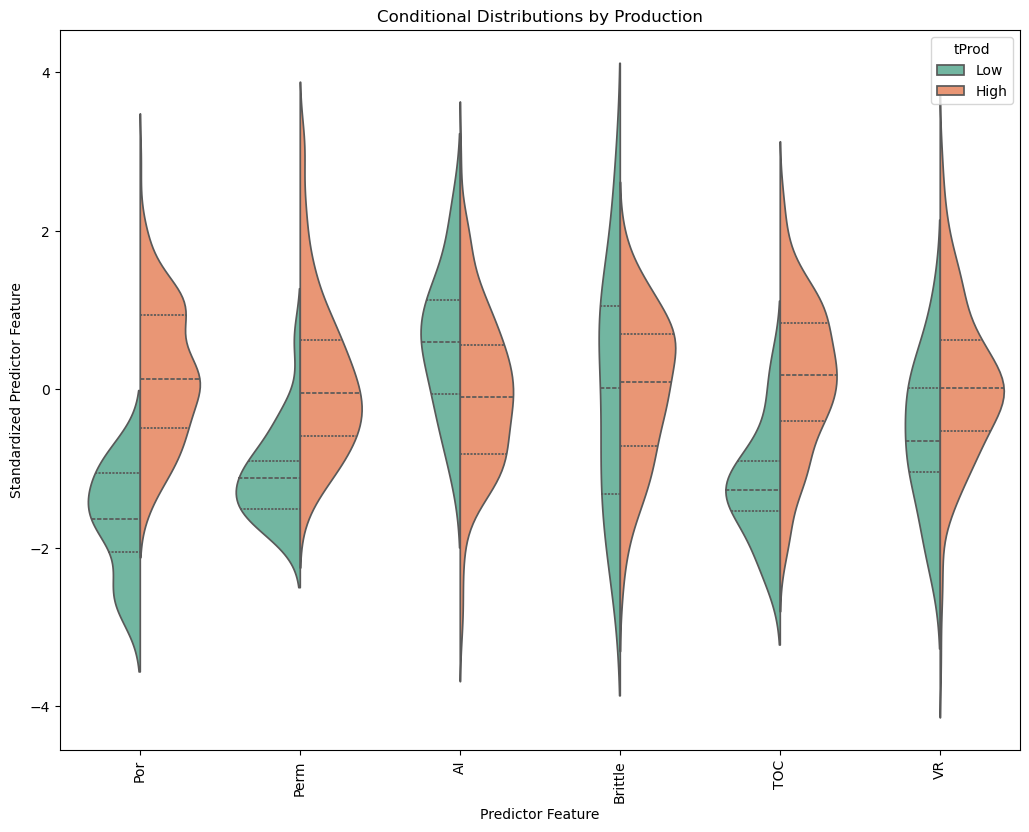 Conditional Distributions by Production
tProd
Low
High
Standardized Predictor Feature
4
2
0
−2
−4
Por
Perm
AI
Brittle
TOC
VR
Predictor Feature